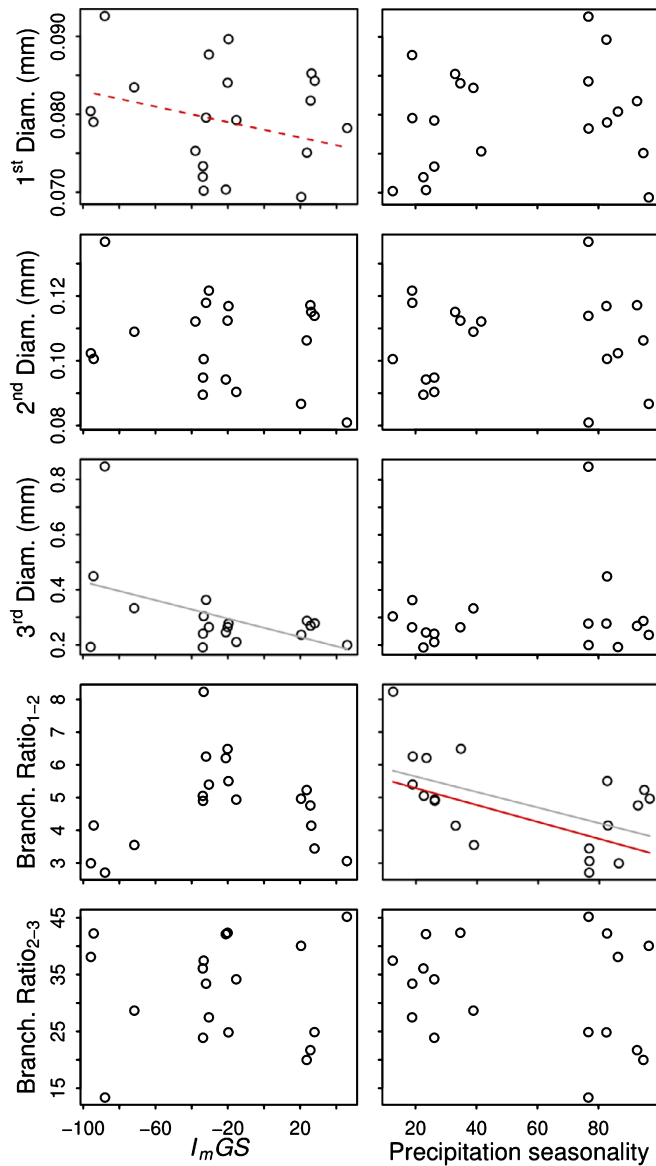 1st Diam. (mm)
0.070 0.080 0.090
2nd Diam. (mm)
0.08 0.10 0.12
3rd Diam. (mm)
0.2 0.4 0.6 0.8
Branch. Ratio1−2
3 4 5 6 7 8
Branch. Ratio2−3
15 25 35 45
−100 −60 −20 20
20 40 60 80
ImGS
Precipitation seasonality